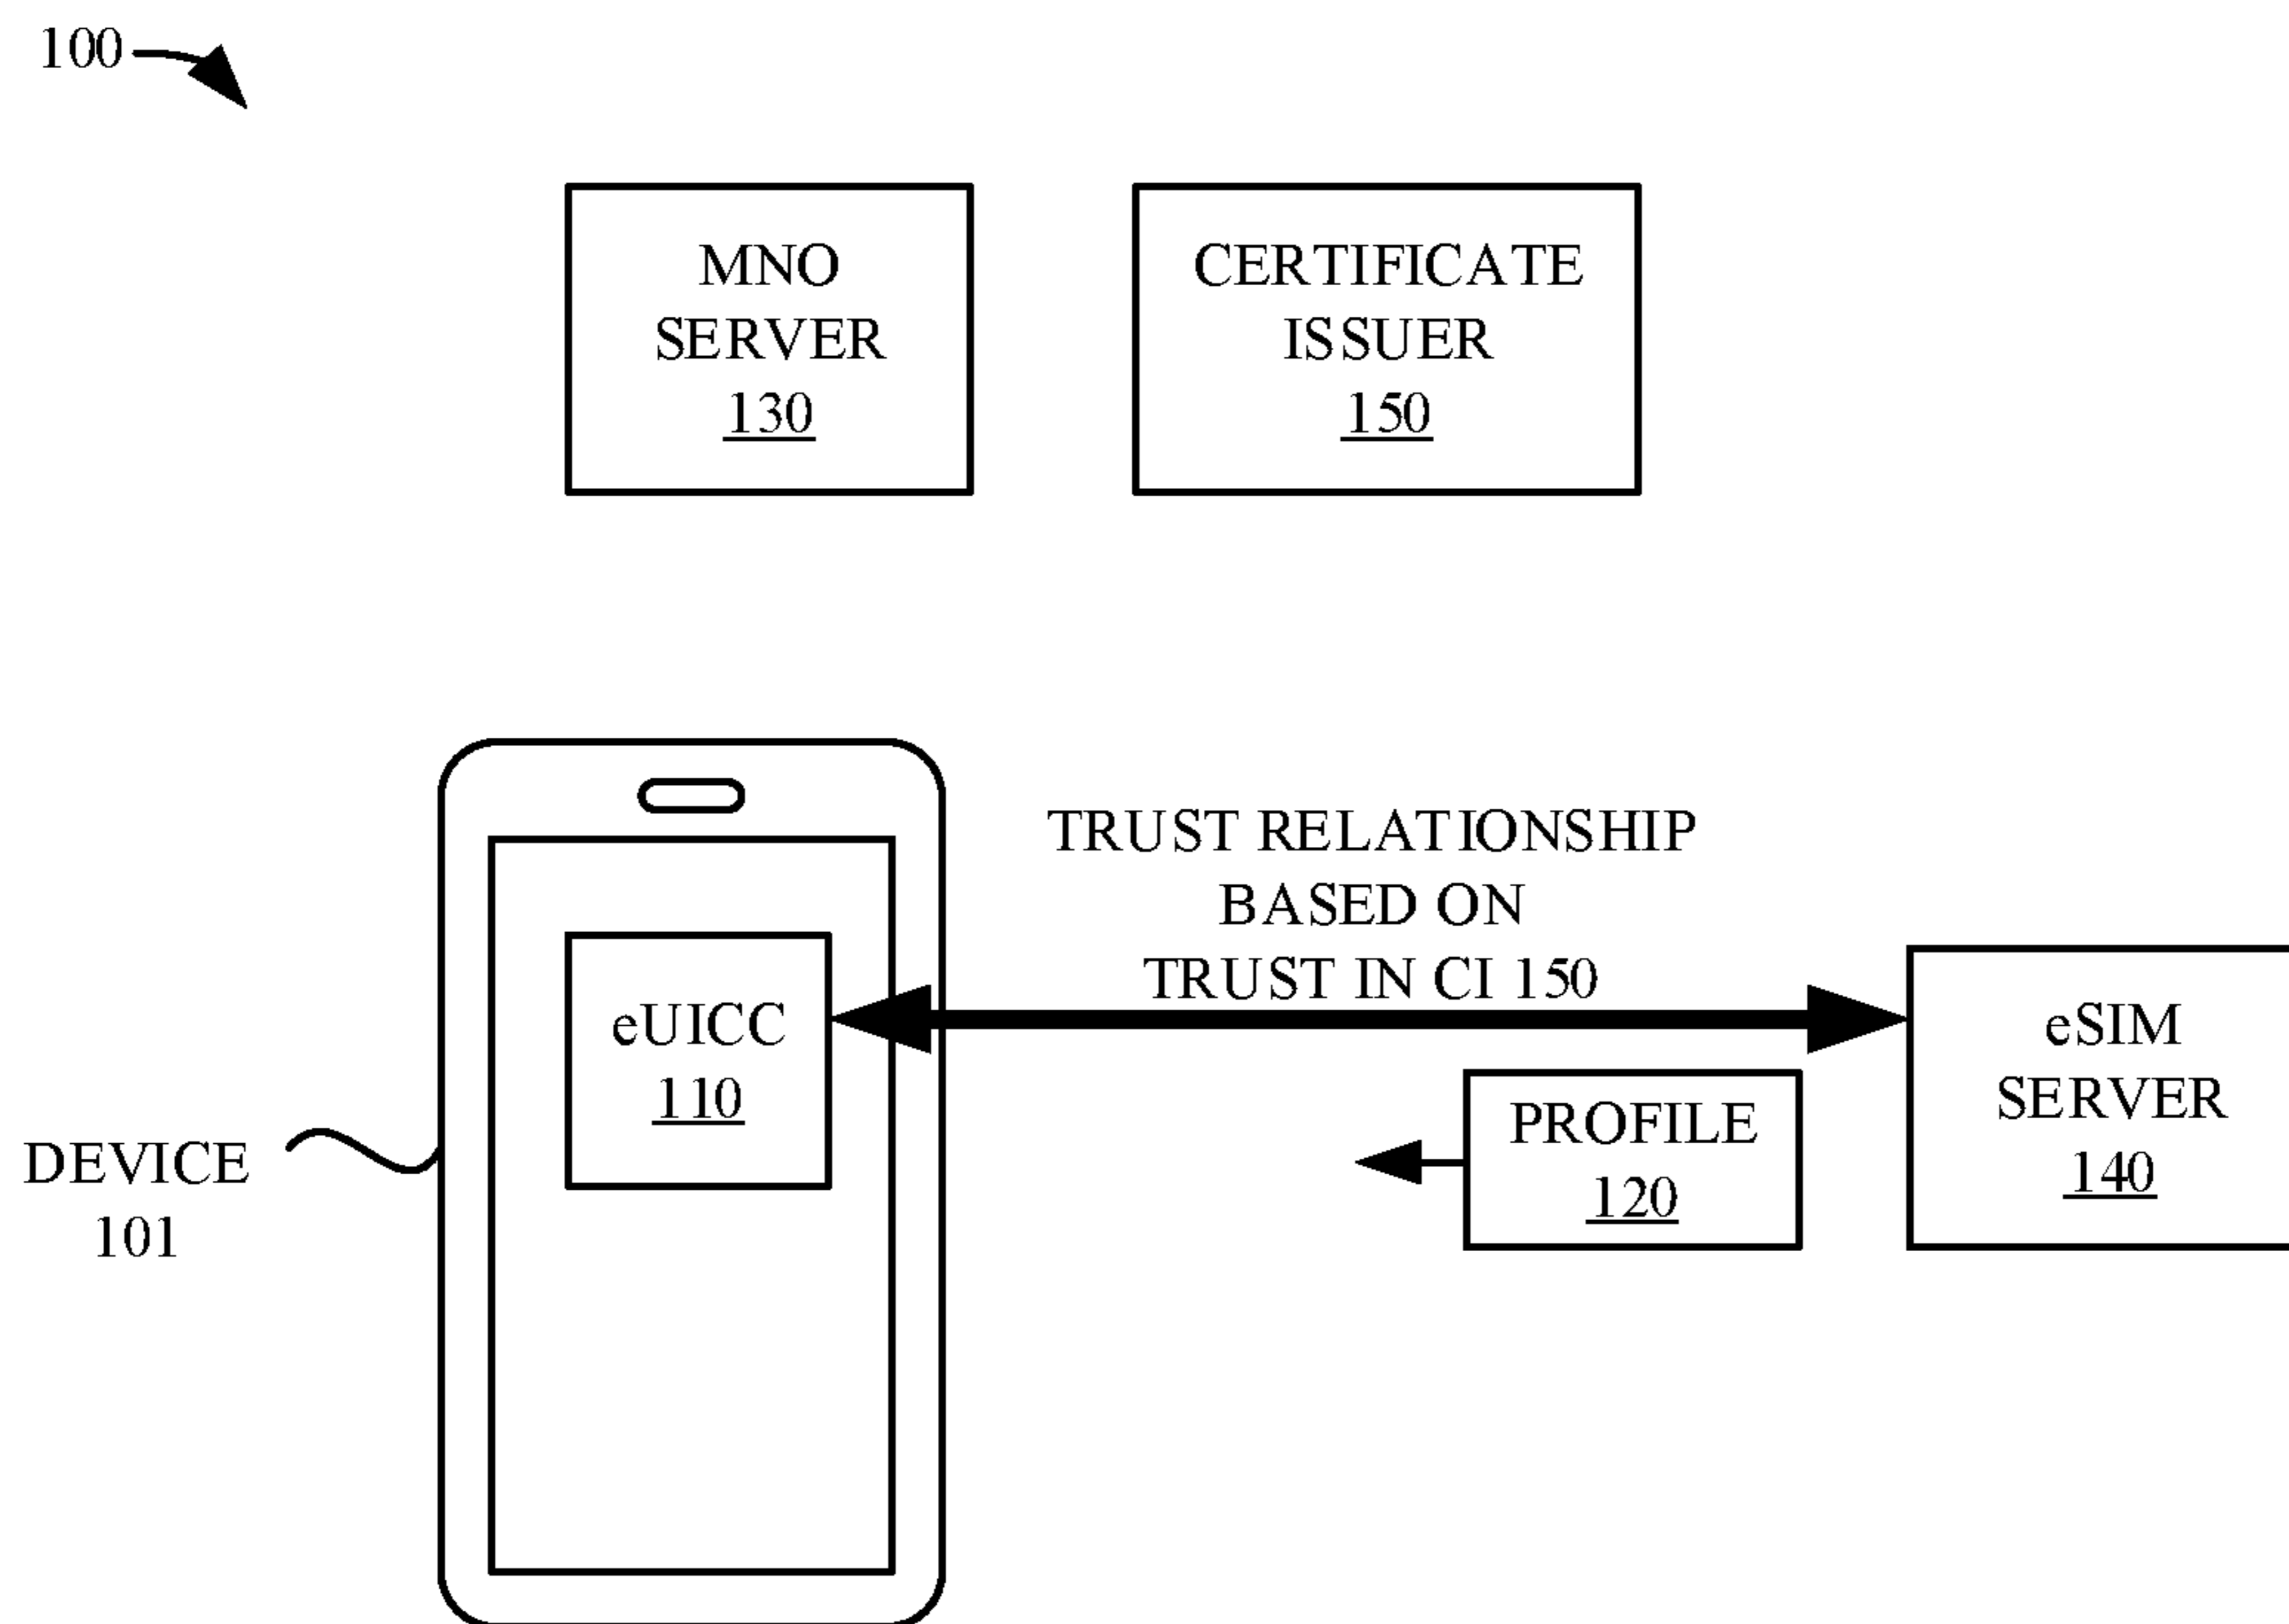 100
MNO
SERVER
130
CERTIFICATE
ISSUER
150
TRUST RELATIONSHIP
BASED ON
TRUST IN CI 150
eUICC
110
eSIM
SERVER
140
PROFILE
120
DEVICE
101